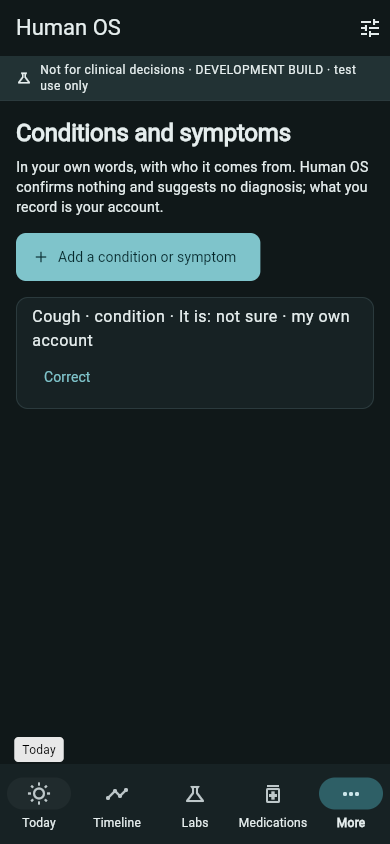 Human OS
Not for clinical decisions · DEVELOPMENT BUILD · test
use only
Conditions and symptoms
In your own words, with who it comes from. Human OS
confirms nothing and suggests no diagnosis; what you
record is your account.
Add a condition or symptom
Cough · condition · It is: not sure · my own
account
Correct
Today
Today
Timeline
Labs
Medications
More